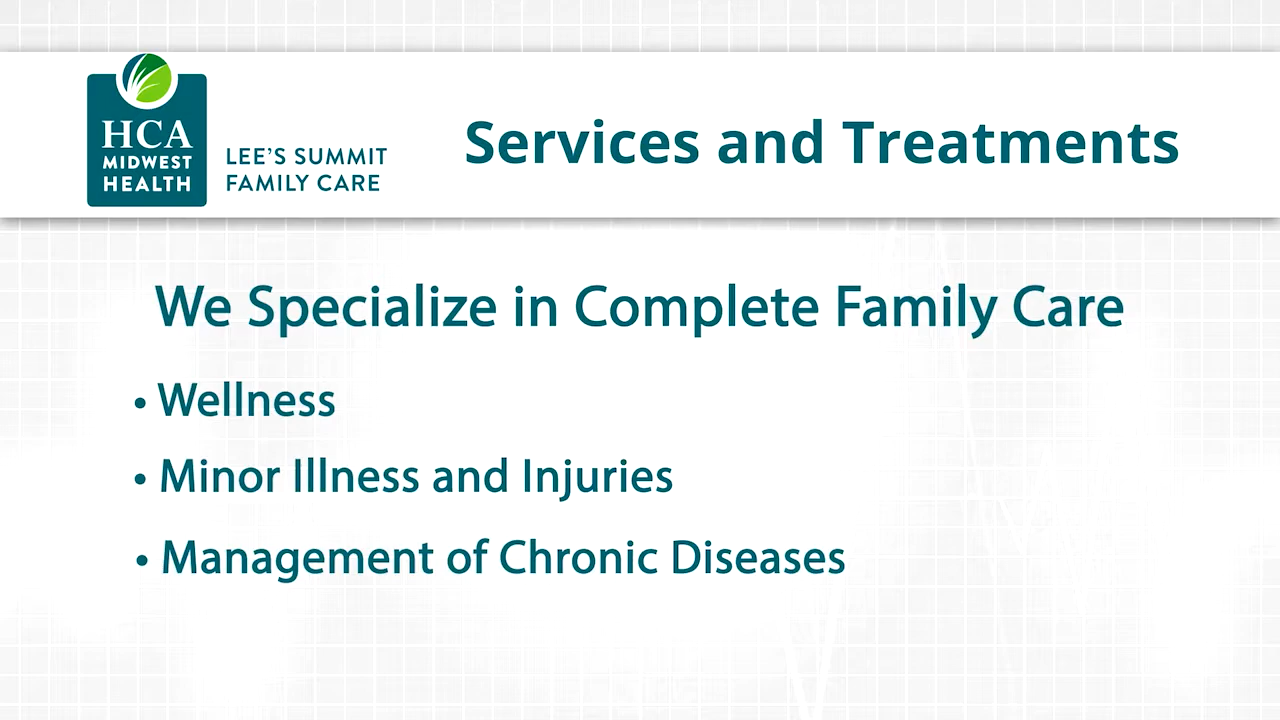 HCA
MIDWEST
HEALTH
LEE'S SUMMIT
FAMILY CARE
Services and Treatments
We Specialize in Complete Family Care
• Wellness
• Minor Illness and Injuries
• Management of Chronic Diseases